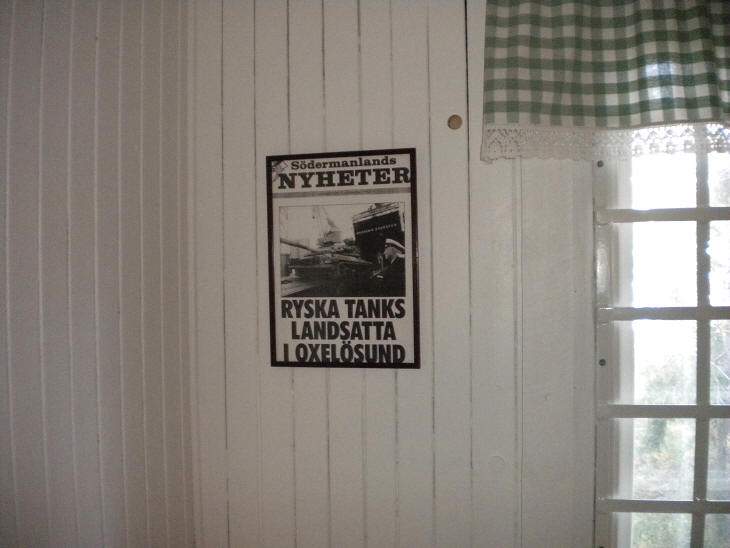 Södermanlands
NYHETER
RYSKA TANKS
LANDSATTA
I OXELÖSUND